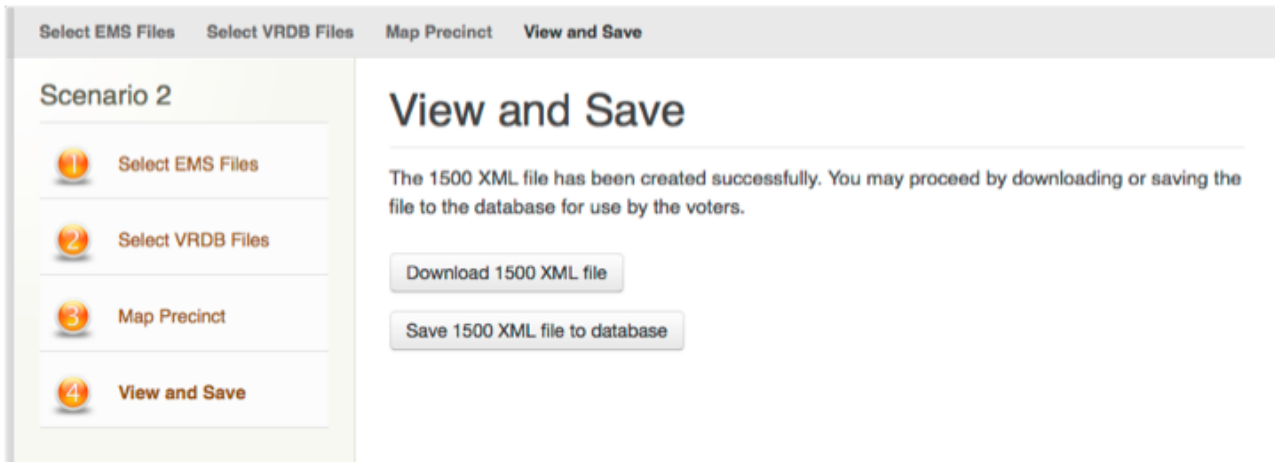 Select EMS Files Select VRDB Files Map Precinct View and Save
Scenario 2
1 Select EMS Files
2 Select VRDB Files
3 Map Precinct
4 View and Save
View and Save
The 1500 XML file has been created successfully. You may proceed by downloading or saving the
file to the database for use by the voters.
Download 1500 XML file
Save 1500 XML file to database